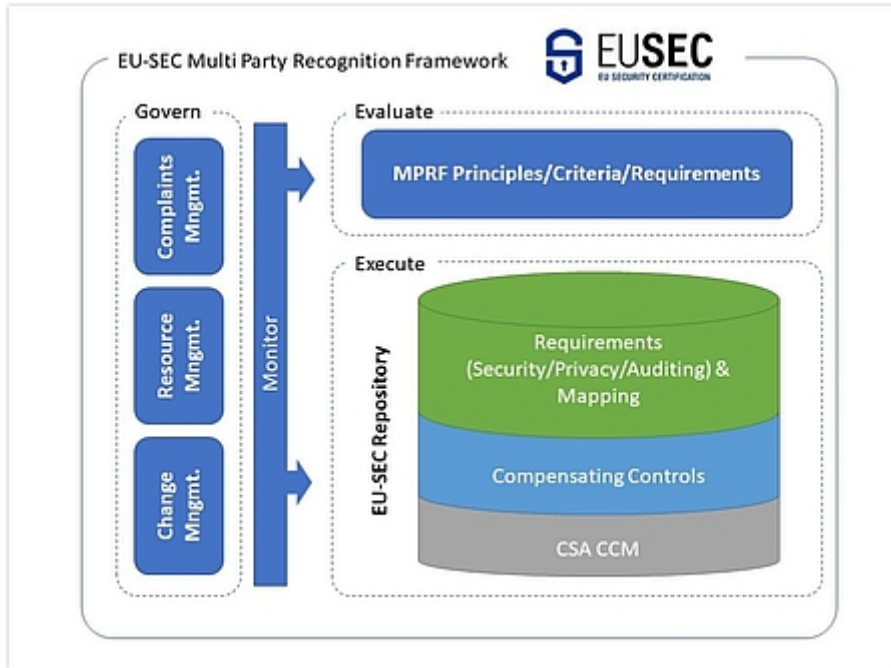 EU-SEC Multi Party Recognition Framework
EUSEC
EU SECURITY CERTIFICATION
Govern
Complaints
Mngmt.
Resource
Mngmt.
Change
Mngmt.
Monitor
Evaluate
MPRF Principles/Criteria/Requirements
Execute
EU-SEC Repository
Requirements
(Security/Privacy/Auditing) &
Mapping
Compensating Controls
CSA CCM